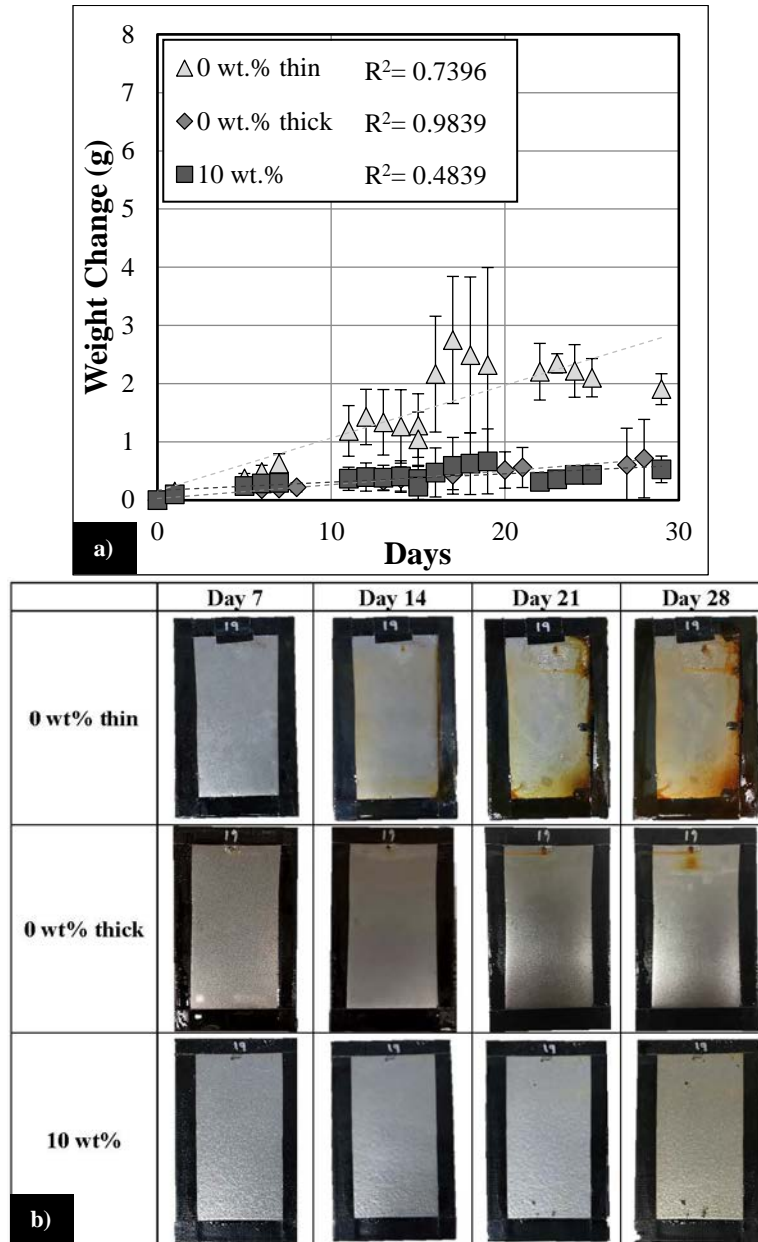 8
7
6
5
4
3
2
1
0
Weight Change (g)
0 wt.% thin R²= 0.7396
0 wt.% thick R²= 0.9839
10 wt.% R²= 0.4839
0 10 20 30
Days
a)
Day 7 Day 14 Day 21 Day 28
0 wt% thin
19 19 19 19
0 wt% thick
19 19 19 19
10 wt%
19 19 19 19
b)